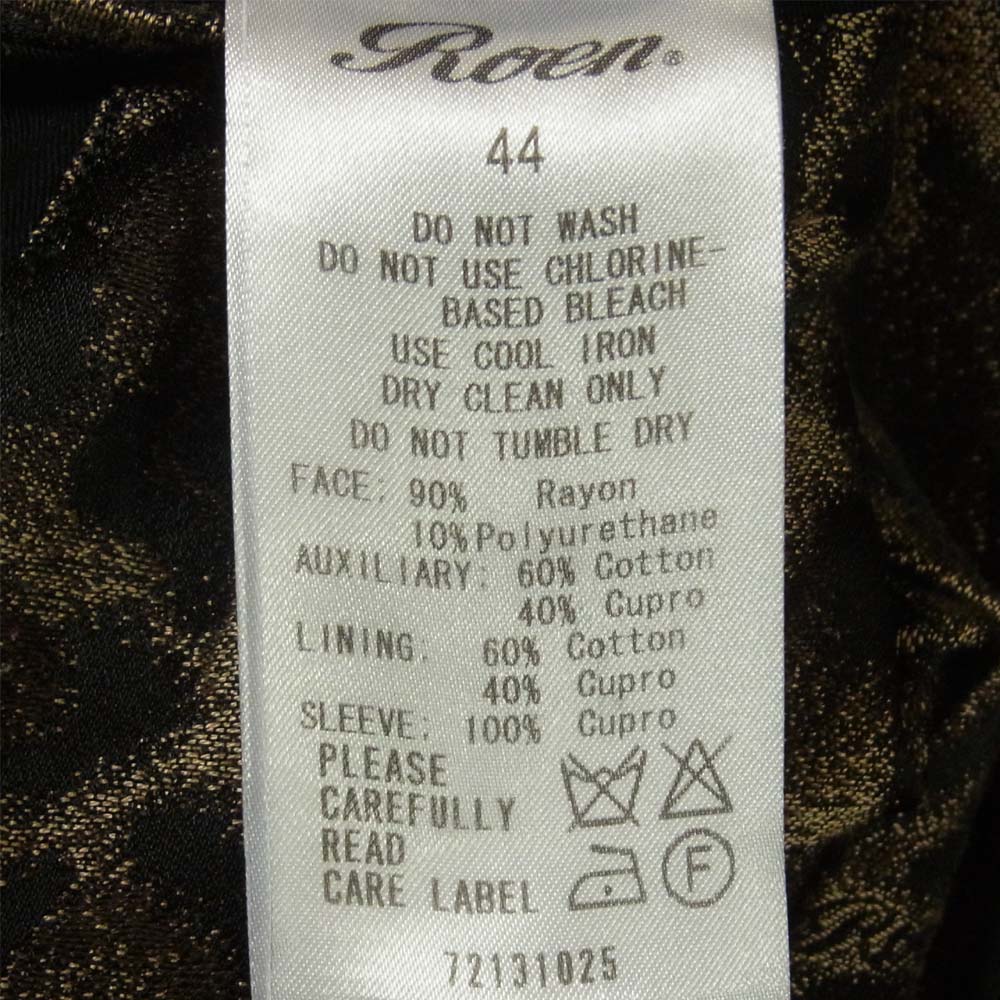 Roen®
44
DO NOT WASH
DO NOT USE CHLORINE-
BASED BLEACH
USE COOL IRON
DRY CLEAN ONLY
DO NOT TUMBLE DRY
FACE: 90% Rayon
10% Polyurethane
AUXILIARY: 60% Cotton
40% Cupro
LINING: 60% Cotton
40% Cupro
SLEEVE: 100% Cupro
PLEASE
CAREFULLY
READ
CARE LABEL
F
72131025